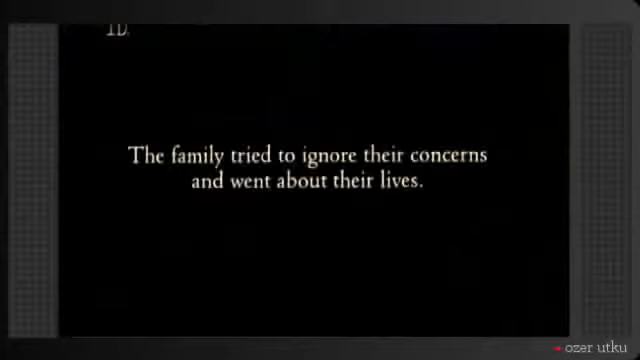 ID.
The family tried to ignore their concerns
and went about their lives.
ozer utku